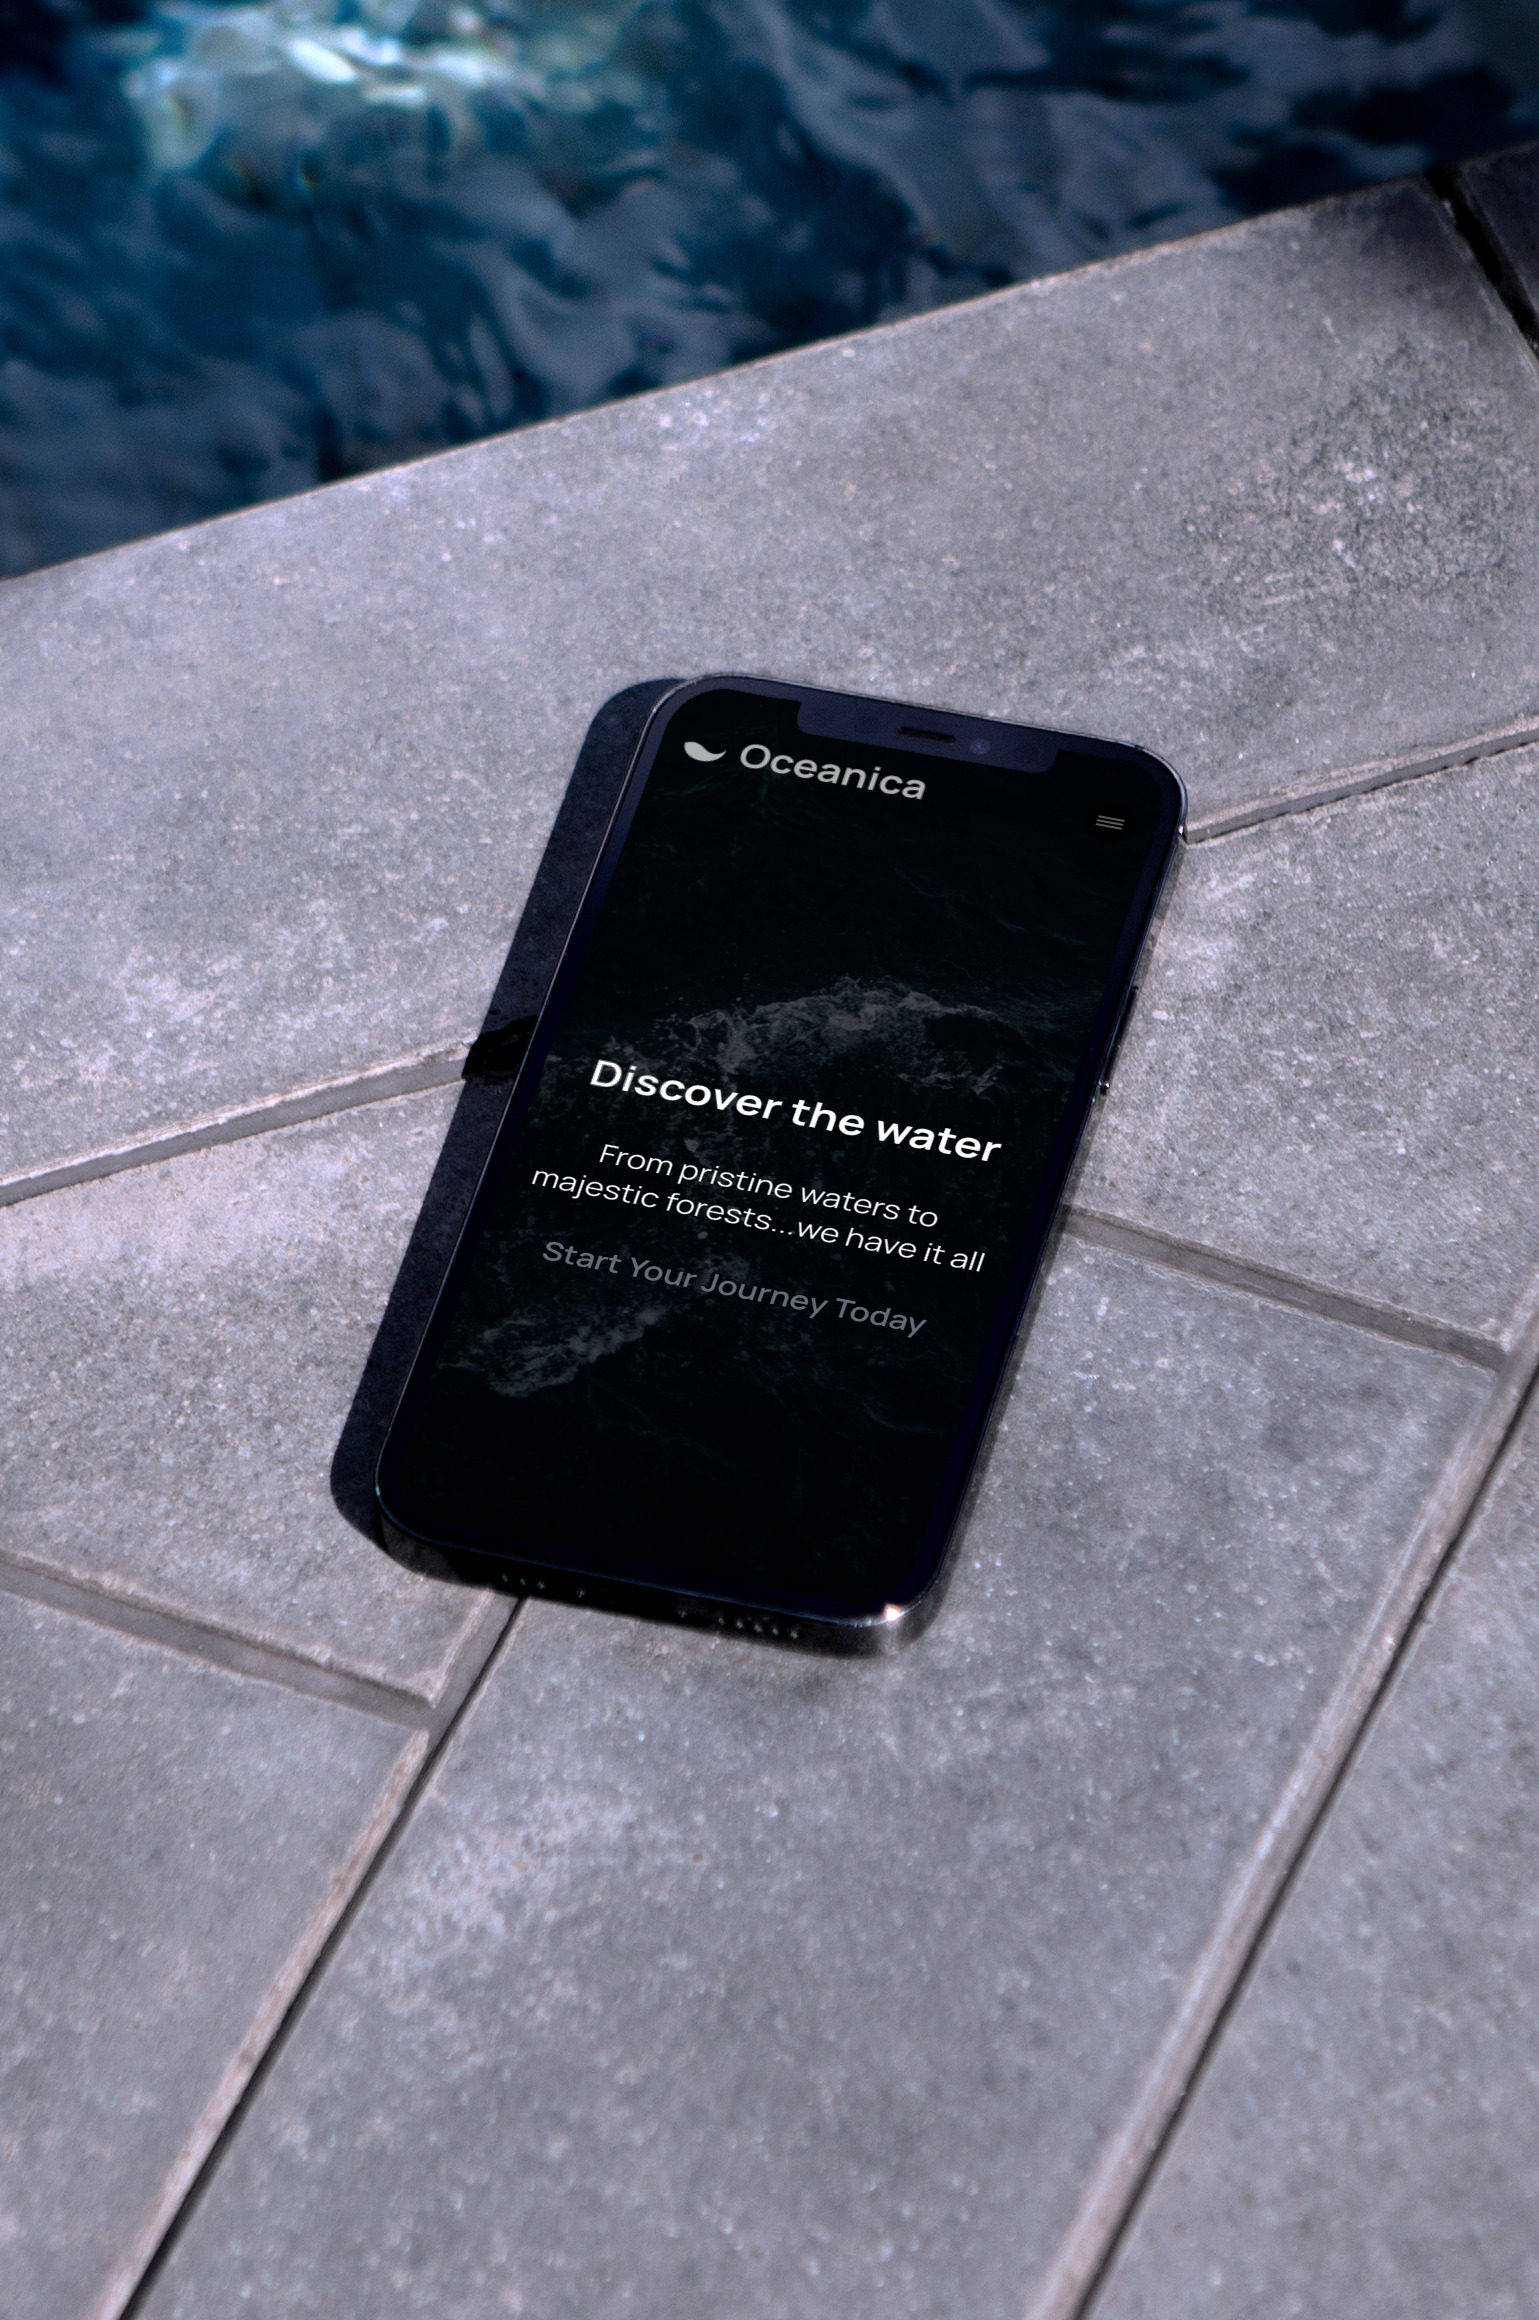 Oceanica
Discover the water
From pristine waters to
majestic forests...we have it all
Start Your Journey Today